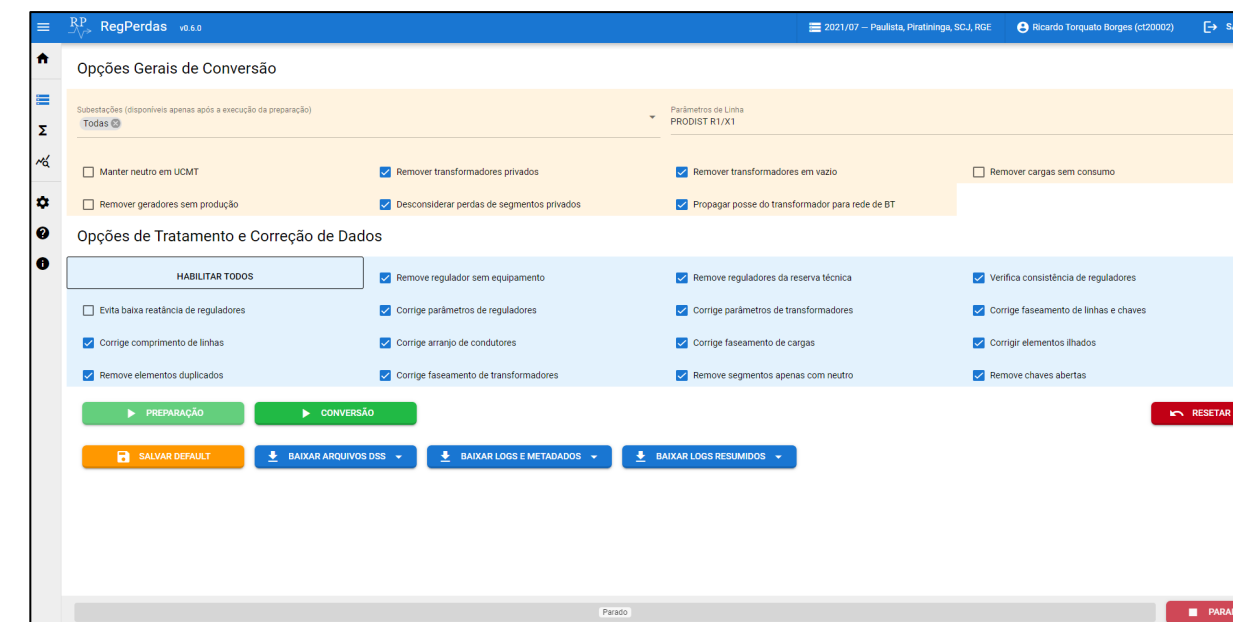 RP RegPerdas v0.6.0 2021/07 — Paulista, Piratininga, SCJ, RGE Ricardo Torquato Borges (ct20002)
Opções Gerais de Conversão
Subestações (disponíveis apenas após a execução da preparação) Parâmetros de Linha
Todas PRODIST R1/X1
Manter neutro em UCMT Remover transformadores privados Remover transformadores em vazio Remover cargas sem consumo
Remover geradores sem produção Desconsiderar perdas de segmentos privados Propagar posse do transformador para rede de BT
Opções de Tratamento e Correção de Dados
HABILITAR TODOS Remove regulador sem equipamento Remove reguladores da reserva técnica Verifica consistência de reguladores
Evita baixa reatância de reguladores Corrige parâmetros de reguladores Corrige parâmetros de transformadores Corrige faseamento de linhas e chaves
Corrige comprimento de linhas Corrige arranjo de condutores Corrige faseamento de cargas Corrigir elementos ilhados
Remove elementos duplicados Corrige faseamento de transformadores Remove segmentos apenas com neutro Remove chaves abertas
PREPARAÇÃO CONVERSÃO RESETAR
SALVAR DEFAULT BAIXAR ARQUIVOS DSS BAIXAR LOGS E METADADOS BAIXAR LOGS RESUMIDOS
Parado